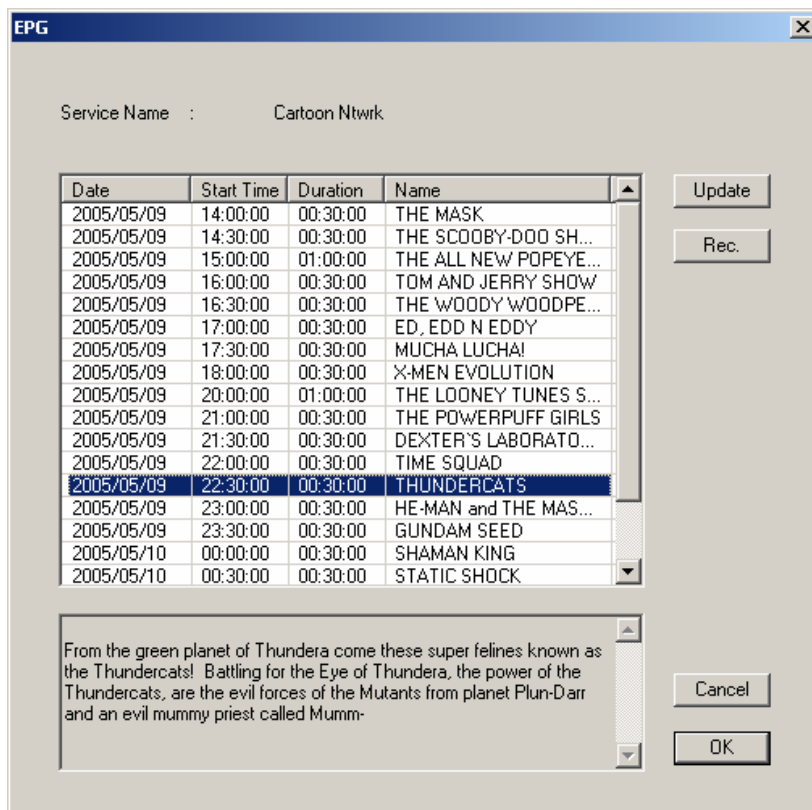 EPG
Service Name : Cartoon Ntwrk
Date Start Time Duration Name
2005/05/09 14:00:00 00:30:00 THE MASK
2005/05/09 14:30:00 00:30:00 THE SCOOBY-DOO SH...
2005/05/09 15:00:00 01:00:00 THE ALL NEW POPEYE...
2005/05/09 16:00:00 00:30:00 TOM AND JERRY SHOW
2005/05/09 16:30:00 00:30:00 THE WOODY WOODPE...
2005/05/09 17:00:00 00:30:00 ED, EDD N EDDY
2005/05/09 17:30:00 00:30:00 MUCHA LUCHA!
2005/05/09 18:00:00 00:30:00 X-MEN EVOLUTION
2005/05/09 20:00:00 01:00:00 THE LOONEY TUNES S...
2005/05/09 21:00:00 00:30:00 THE POWERPUFF GIRLS
2005/05/09 21:30:00 00:30:00 DEXTER`S LABORATO...
2005/05/09 22:00:00 00:30:00 TIME SQUAD
2005/05/09 22:30:00 00:30:00 THUNDERCATS
2005/05/09 23:00:00 00:30:00 HE-MAN and THE MAS...
2005/05/09 23:30:00 00:30:00 GUNDAM SEED
2005/05/10 00:00:00 00:30:00 SHAMAN KING
2005/05/10 00:30:00 00:30:00 STATIC SHOCK
Update
Rec.
From the green planet of Thundera come these super felines known as
the Thundercats! Battling for the Eye of Thundera, the power of the
Thundercats, are the evil forces of the Mutants from planet Plun-Darr
and an evil mummy priest called Mumm-
Cancel
OK